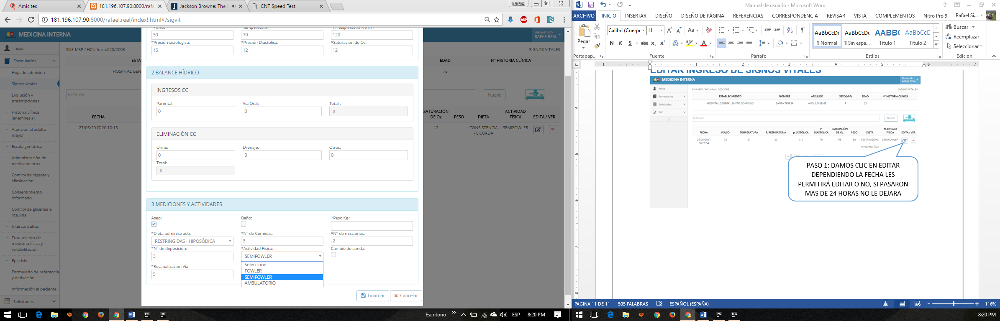 Amisites
181.196.107.90:8000/rafa
Jackson Browne: The
CNT Speed Test
Rafael
181.196.107.90:8000/rafael.real/index!.html#/sigvit
ABP
MEDICINA INTERNA
Bienvenido
RAFAE REAL
Inicio
Formularios
Hoja de admisión
Signos vitales
Evolución y
prescripciones
Historia clínica
(anamnesis)
Atención al adulto
mayor
Escala geriátrica
Administración de
medicamentos
Control de ingesta y
eliminación
Consentimiento
informado
Control de glicemia e
insulina
Interconsultas
Tratamiento de
medicina física y
rehabilitación
Epicrisis
Formulario de referencia
y derivación
Información al paciente
Solicitudes
SNS-MSP / HCU-form.020/2008
SIGNOS VITALES
EDAD
N° HISTORIA CLÍNICA
HOSPITAL GEN
75
BUSCAR
Nuevo
FECHA
SATURACIÓN
DE Oz
PESO
DIETA
ACTIVIDAD
FÍSICA
EDITA / VER
27/05/2017 20:10:15
12
CONSISTENCIA
- LICUADA
SEMIFOWLER
30
70
120
*Presión sistologica:
*Presión Diastólica:
*Saturación de Oz:
15
12
12
2 BALANCE HÍDRICO
INGRESOS CC
Parental:
Vía Oral:
Total :
0
0
0
ELIMINACIÓN CC
Orina:
Drenaje:
Otros:
0
0
0
Total:
0
3 MEDICIONES Y ACTIVIDADES
Aseo:
Baño:
*Peso Kg :
*Dieta administrada:
*N° de Comidas:
*N° de micciones:
RESTRINGIDAS - HIPOSÓDICA
3
2
*N° de deposición:
*Actividad Física:
Cambio de sonda:
3
SEMIFOWLER
*Recanalización Vía:
5
Seleccione
FOWLER
SEMIFOWLER
AMBULATORIO
Guardar
Cancelar
Escritorio
ESP
8:20 PM
Manual de usuario - Microsoft Word
ARCHIVO
INICIO
INSERTAR
DISEÑO
DISEÑO DE PÁGINA
REFERENCIAS
CORRESPONDENCIA
REVISAR
VISTA
COMPLEMENTOS
Nitro Pro 9
Rafael Si...
Pegar
Portapap...
Calibri (Cuerpo
11
N K S abc x₂ x²
Fuente
Párrafo
AaBbCcDc
¶ Normal
AaBbCcDc
¶ Sin espa...
AABBC
Título 1
AaBbCcD
Título 2
Estilos
Buscar
Reemplazar
Seleccionar
Edición
1 1 2 3 4 5 6 7
4
5
6
7
8
EDITAR INGRESO DE SIGNOS VITALES
MEDICINA INTERNA
Bienvenido
RAFAE REAL
Inicio
Formularios
Solicitudes
Por
SNS-MSP / HCU-form.020/2008
SIGNOS VITALES
ESTABLECIMIENTO
NOMBRE
APELLIDO
SEXO(M-F)
EDAD
N° HISTORIA CLÍNICA
HOSPITAL GENERAL SANTO DOMINGO
SANTA TERESA
ANGULO SEME
F
53
BUSCAR
Nuevo
FECHA
PULSO
TEMPERATURA
F. RESPIRATORIA
p. SISTÓLICA
P.
DIASTÓLICA
SATURACIÓN
DE Oz
PESO
DIETA
ACTIVIDAD
FÍSICA
EDITA / VER
25/05/2017
08:25:54
70
37
20
110
70
95
50
RESTRINGIDAS
-
HIPOPROTÉICA
SEMIFOWLER
PASO 1: DAMOS CLIC EN EDITAR
DEPENDIENDO LA FECHA LES
PERMITIRÁ EDITAR O NO, SI PASARON
MAS DE 24 HORAS NO LE DEJARA
PÁGINA 11 DE 11
505 PALABRAS
ESPAÑOL (ESPAÑA)
116%
8:20 PM